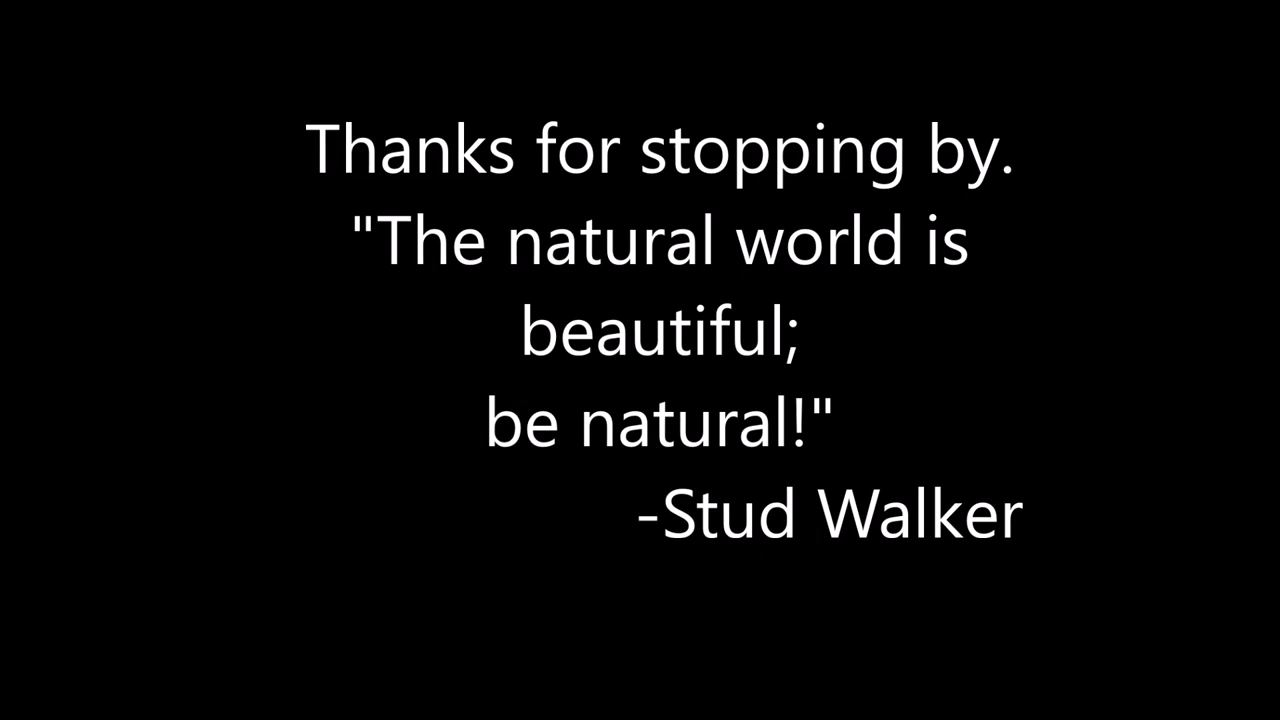 Thanks for stopping by.
"The natural world is
beautiful;
be natural!"
-Stud Walker